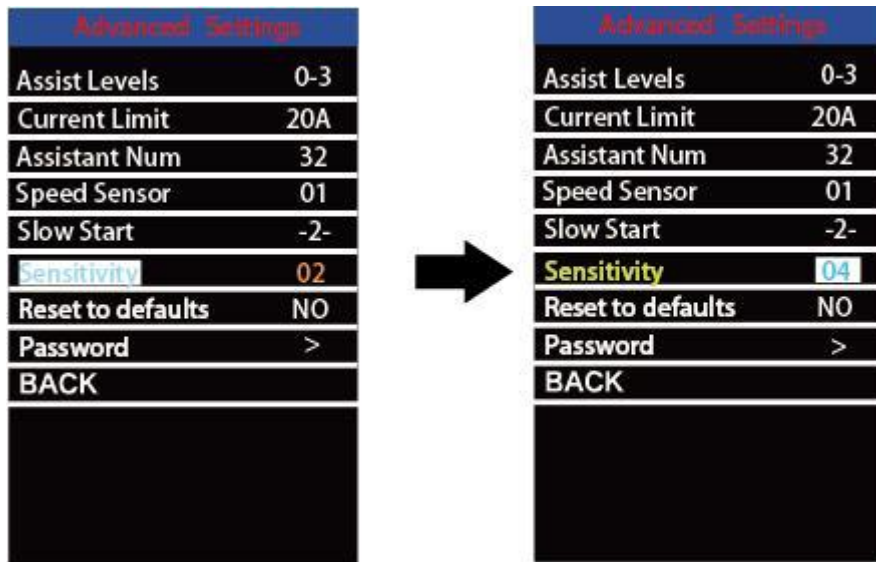 Advanced Settings
Assist Levels 0-3
Current Limit 20A
Assistant Num 32
Speed Sensor 01
Slow Start -2-
Sensitivity 02
Reset to defaults NO
Password >
BACK
Advanced Settings
Assist Levels 0-3
Current Limit 20A
Assistant Num 32
Speed Sensor 01
Slow Start -2-
Sensitivity 04
Reset to defaults NO
Password >
BACK